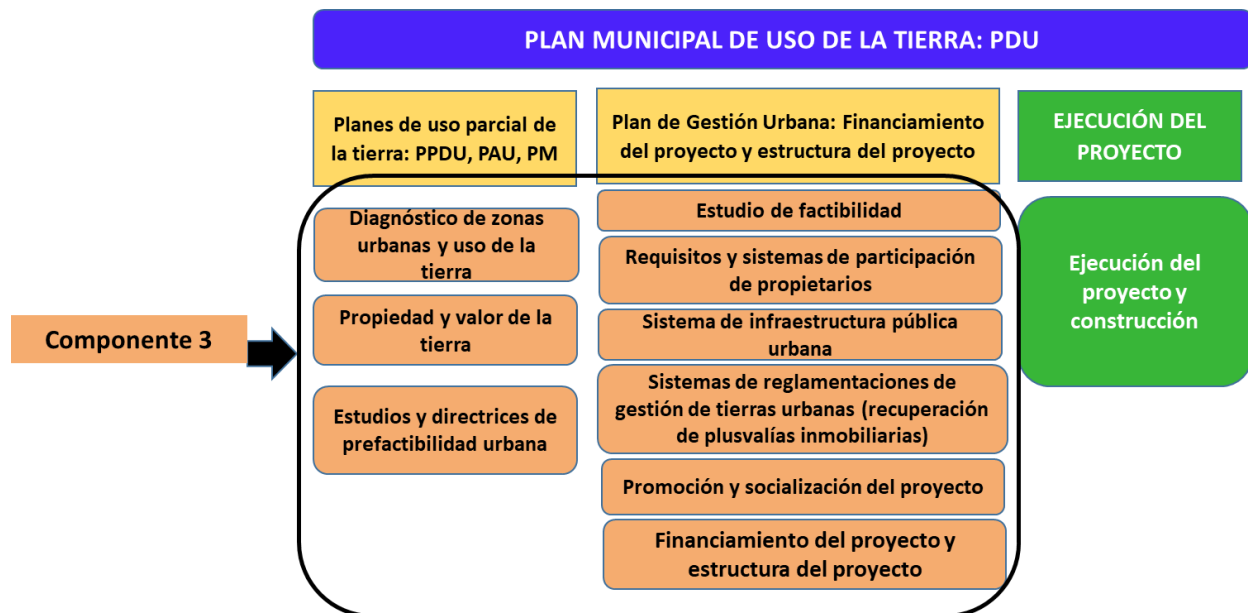 PLAN MUNICIPAL DE USO DE LA TIERRA: PDU
Planes de uso parcial de
la tierra: PPDU, PAU, PM
Plan de Gestión Urbana: Financiamiento
del proyecto y estructura del proyecto
EJECUCIÓN DEL
PROYECTO
Componente 3
Diagnóstico de zonas
urbanas y uso de la
tierra
Propiedad y valor de la
tierra
Estudios y directrices de
prefactibilidad urbana
Estudio de factibilidad
Requisitos y sistemas de participación
de propietarios
Sistema de infraestructura pública
urbana
Sistemas de reglamentaciones de
gestión de tierras urbanas (recuperación
de plusvalías inmobiliarias)
Promoción y socialización del proyecto
Financiamiento del proyecto y
estructura del proyecto
Ejecución del
proyecto y
construcción